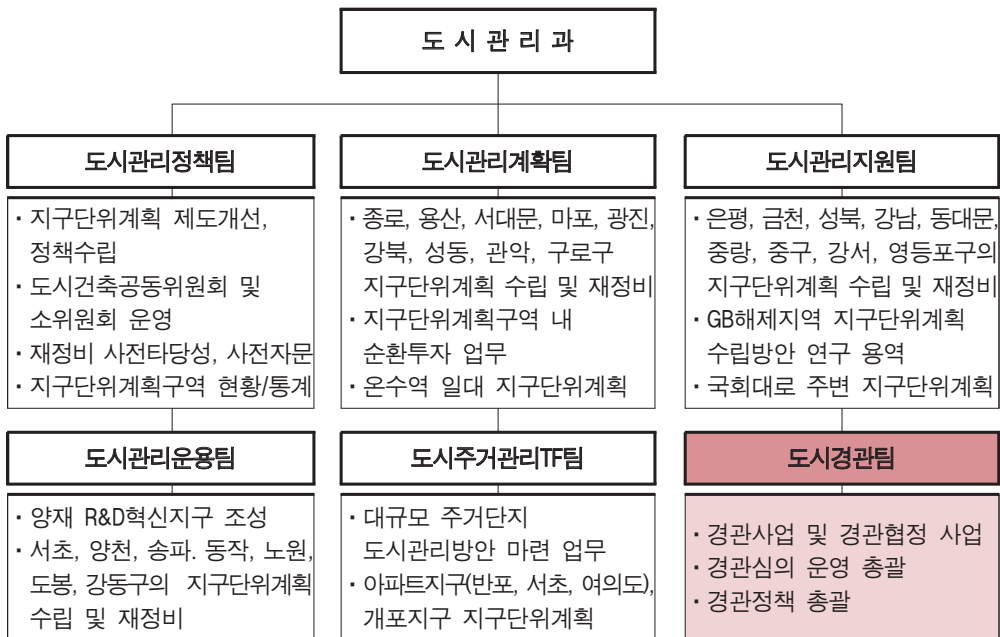 도시관리과
도시관리정책팀
· 지구단위계획 제도개선,
정책수립
· 도시건축공동위원회 및
소위원회 운영
· 재정비 사전타당성, 사전자문
· 지구단위계획구역 현황/통계
도시관리계획팀
· 종로, 용산, 서대문, 마포, 광진,
강북, 성동, 관악, 구로구
지구단위계획 수립 및 재정비
· 지구단위계획구역 내
순환투자 업무
· 온수역 일대 지구단위계획
도시관리지원팀
· 은평, 금천, 성북, 강남, 동대문,
중랑, 중구, 강서, 영등포구의
지구단위계획 수립 및 재정비
· GB해제지역 지구단위계획
수립방안 연구 용역
· 국회대로 주변 지구단위계획
도시관리운용팀
· 양재 R&D혁신지구 조성
· 서초, 양천, 송파. 동작, 노원,
도봉, 강동구의 지구단위계획
수립 및 재정비
도시주거관리TF팀
· 대규모 주거단지
도시관리방안 마련 업무
· 아파트지구(반포, 서초, 여의도),
개포지구 지구단위계획
도시경관팀
· 경관사업 및 경관협정 사업
· 경관심의 운영 총괄
· 경관정책 총괄